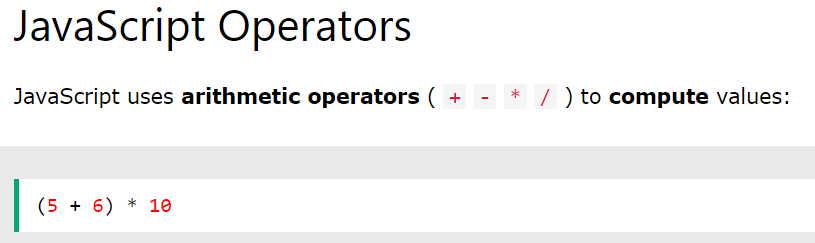 JavaScript Operators
JavaScript uses arithmetic operators ( + - * / ) to compute values:
(5 + 6) * 10